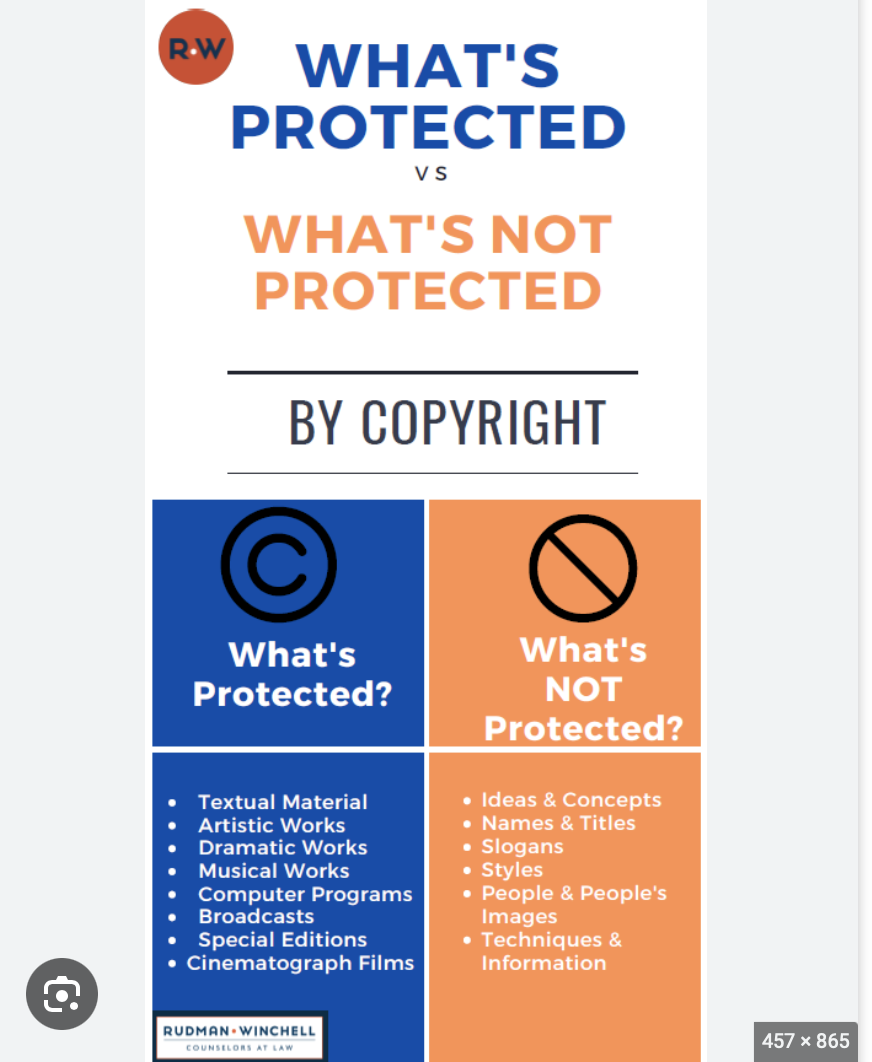 R•W
WHAT'S
PROTECTED
VS
WHAT'S NOT
PROTECTED
BY COPYRIGHT
C
What's
Protected?
• Textual Material
• Artistic Works
• Dramatic Works
• Musical Works
• Computer Programs
• Broadcasts
• Special Editions
• Cinematograph Films
What's
NOT
Protected?
• Ideas & Concepts
• Names & Titles
• Slogans
• Styles
• People & People's
Images
• Techniques &
Information
RUDMAN•WINCHELL
COUNSELORS AT LAW
457 × 865